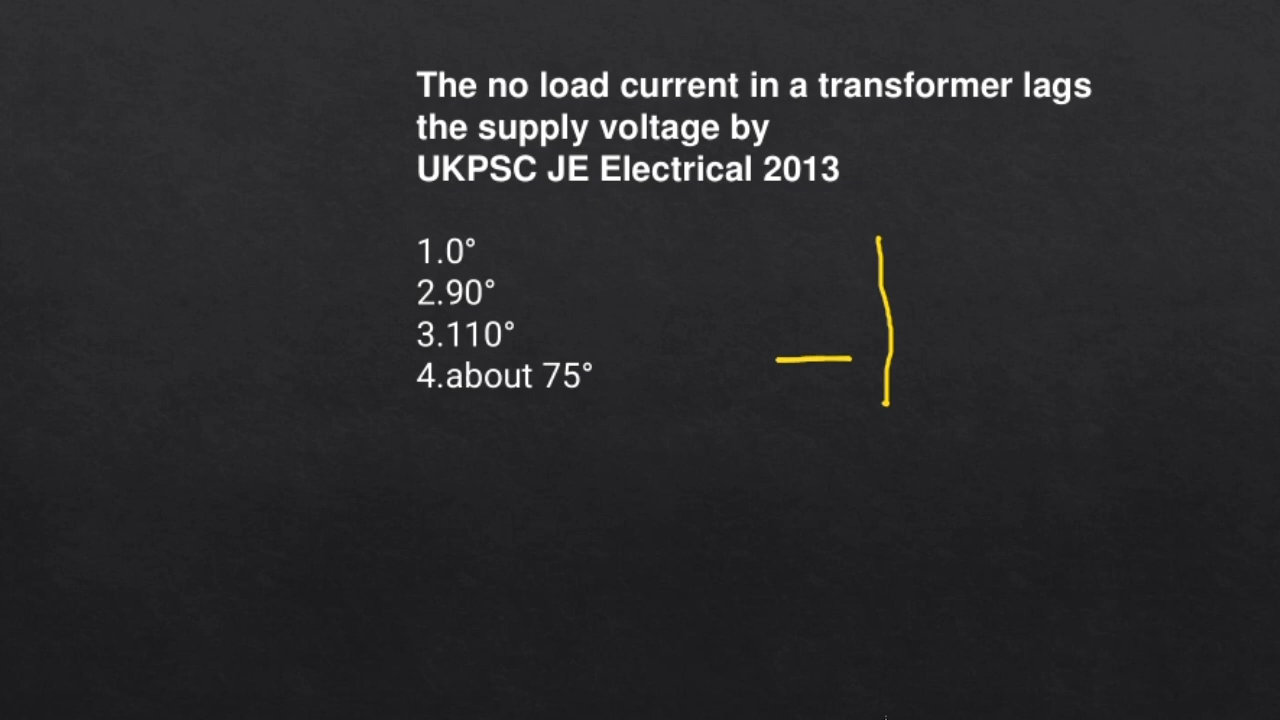 The no load current in a transformer lags
the supply voltage by
UKPSC JE Electrical 2013
1.0°
2.90°
3.110°
4.about 75°